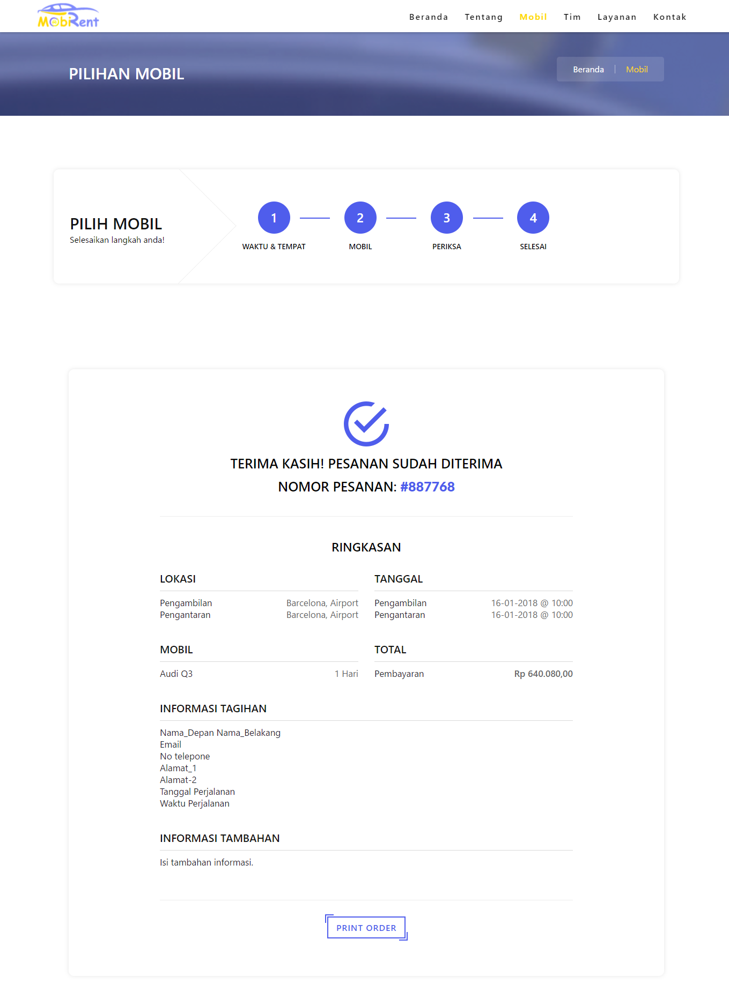 MobiRent
Beranda Tentang Mobil Tim Layanan Kontak
PILIHAN MOBIL
Beranda Mobil
PILIH MOBIL
Selesaikan langkah anda!
1 2 3 4
WAKTU & TEMPAT MOBIL PERIKSA SELESAI
TERIMA KASIH! PESANAN SUDAH DITERIMA
NOMOR PESANAN: #887768
RINGKASAN
LOKASI
Pengambilan Barcelona, Airport
Pengantaran Barcelona, Airport
TANGGAL
Pengambilan 16-01-2018 @ 10:00
Pengantaran 16-01-2018 @ 10:00
MOBIL
Audi Q3 1 Hari
TOTAL
Pembayaran Rp 640.080,00
INFORMASI TAGIHAN
Nama_Depan Nama_Belakang
Email
No telepone
Alamat_1
Alamat-2
Tanggal Perjalanan
Waktu Perjalanan
INFORMASI TAMBAHAN
Isi tambahan informasi.
PRINT ORDER